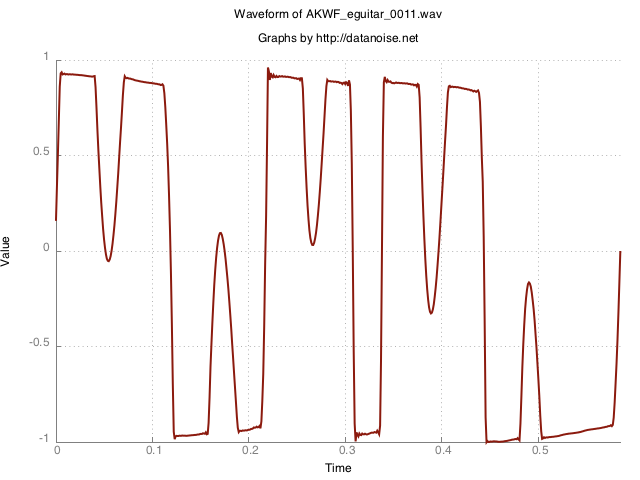 Waveform of AKWF_eguitar_0011.wav
Graphs by http://datanoise.net
1
0.5
0
-0.5
-1
Value
0 0.1 0.2 0.3 0.4 0.5
Time